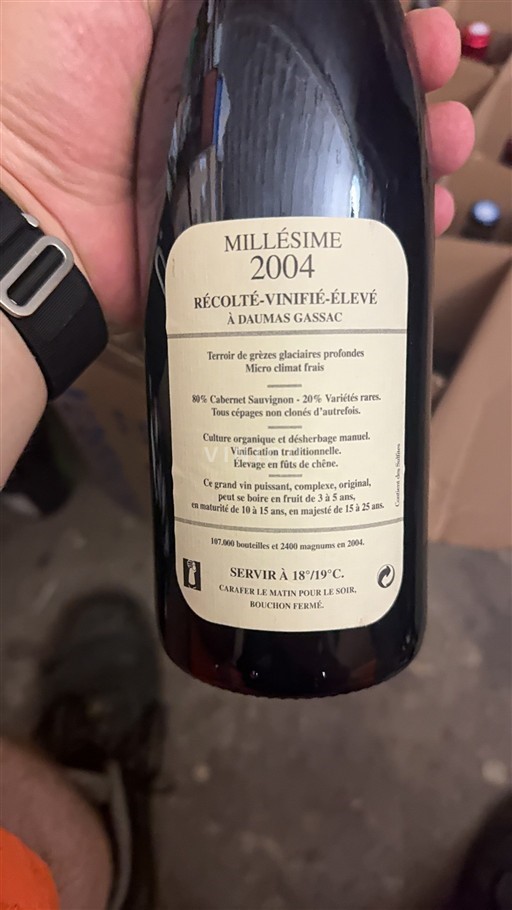 MILLÉSIME
2004
RÉCOLTÉ-VINIFIÉ-ÉLEVÉ
À DAUMAS GASSAC
Terroir de grèzes glaciaires profondes
Micro climat frais
80% Cabernet Sauvignon - 20% Variétés rares.
Tous cépages non clonés d'autrefois.
Culture organique et désherbage manuel.
Vinification traditionnelle.
Élevage en fûts de chêne.
Ce grand vin puissant, complexe, original,
peut se boire en fruit de 3 à 5 ans,
en maturité de 10 à 15 ans, en majesté de 15 à 25 ans.
Contient des Sulfites
107.000 bouteilles et 2400 magnums en 2004.
SERVIR À 18°/19°C.
CARAFER LE MATIN POUR LE SOIR,
BOUCHON FERMÉ.